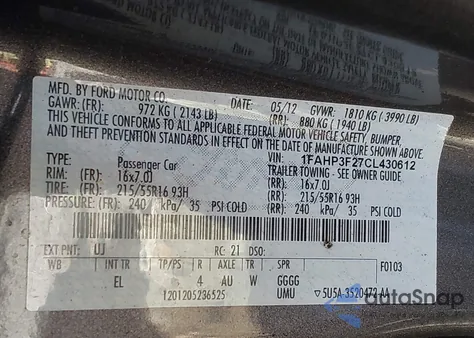 MFD. BY FORD MOTOR CO.
DATE: 05/12 GVWR: 1810 KG ( 3990 LB)
GAWR: (FR): 972 KG ( 2143 LB) (RR): 880 KG ( 1940 LB)
THIS VEHICLE CONFORMS TO ALL APPLICABLE FEDERAL MOTOR VEHICLE SAFETY, BUMPER,
AND THEFT PREVENTION STANDARDS IN EFFECT ON THE DATE OF MANUFACTURE SHOWN ABOVE.
VIN: 1FAHP3F27CL430612
TYPE: Passenger Car TRAILER TOWING - SEE OWNER GUIDE
RIM: (FR): 16x7.0J (RR): 16x7.0J
TIRE: (FR): 215/55R16 93H (RR): 215/55R16 93H
PRESSURE: (FR): 240 kPa/ 35 PSI COLD (RR): 240 kPa/ 35 PSI COLD
EXT PNT: UJ RC: 21 DSO: F0103
WB INT TR TP/PS R AXLE TR SPR
EL 4 AU W GGGG
1201205236525 UMU ▽5U5A-3520472-AA
AutoSnap